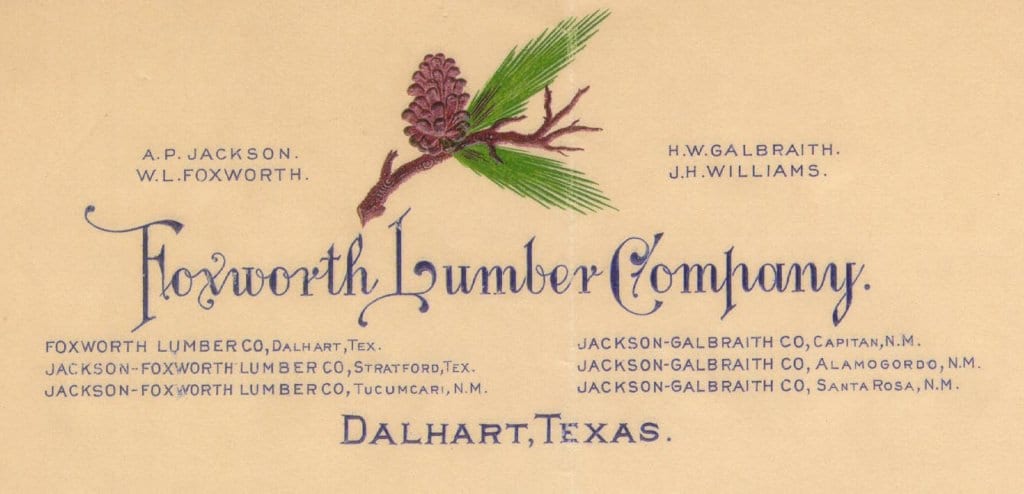 A.P. JACKSON.
W.L. FOXWORTH.
H.W. GALBRAITH.
J.H. WILLIAMS.
Foxworth Lumber Company.
FOXWORTH LUMBER CO, DALHART, TEX.
JACKSON-FOXWORTH LUMBER CO, STRATFORD, TEX.
JACKSON-FOXWORTH LUMBER CO, TUCUMCARI, N.M.
JACKSON-GALBRAITH CO, CAPITAN, N.M.
JACKSON-GALBRAITH CO, ALAMOGORDO, N.M.
JACKSON-GALBRAITH CO, SANTA ROSA, N.M.
DALHART, TEXAS.